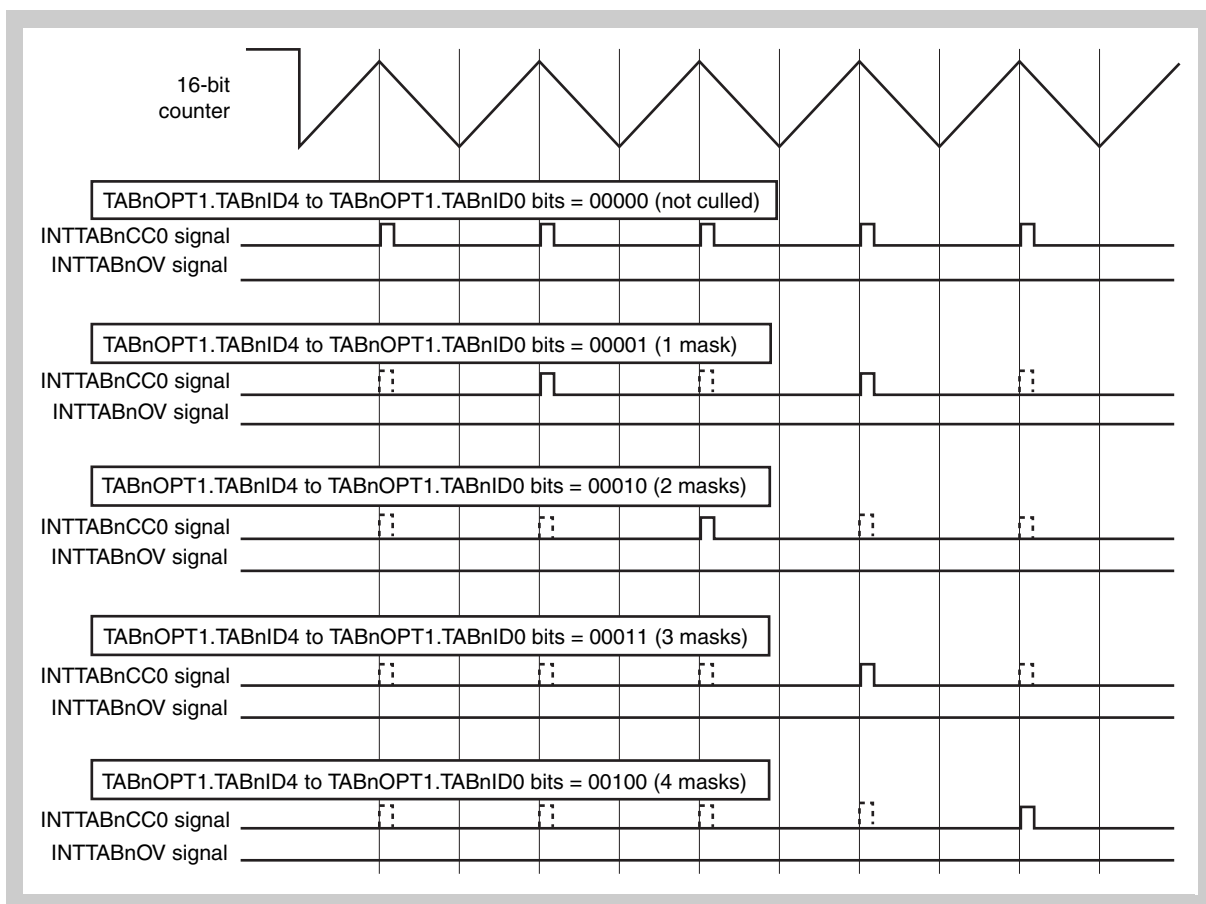 16-bit
counter
TABnOPT1.TABnID4 to TABnOPT1.TABnID0 bits = 00000 (not culled)
INTTABnCC0 signal
INTTABnOV signal
TABnOPT1.TABnID4 to TABnOPT1.TABnID0 bits = 00001 (1 mask)
INTTABnCC0 signal
INTTABnOV signal
TABnOPT1.TABnID4 to TABnOPT1.TABnID0 bits = 00010 (2 masks)
INTTABnCC0 signal
INTTABnOV signal
TABnOPT1.TABnID4 to TABnOPT1.TABnID0 bits = 00011 (3 masks)
INTTABnCC0 signal
INTTABnOV signal
TABnOPT1.TABnID4 to TABnOPT1.TABnID0 bits = 00100 (4 masks)
INTTABnCC0 signal
INTTABnOV signal